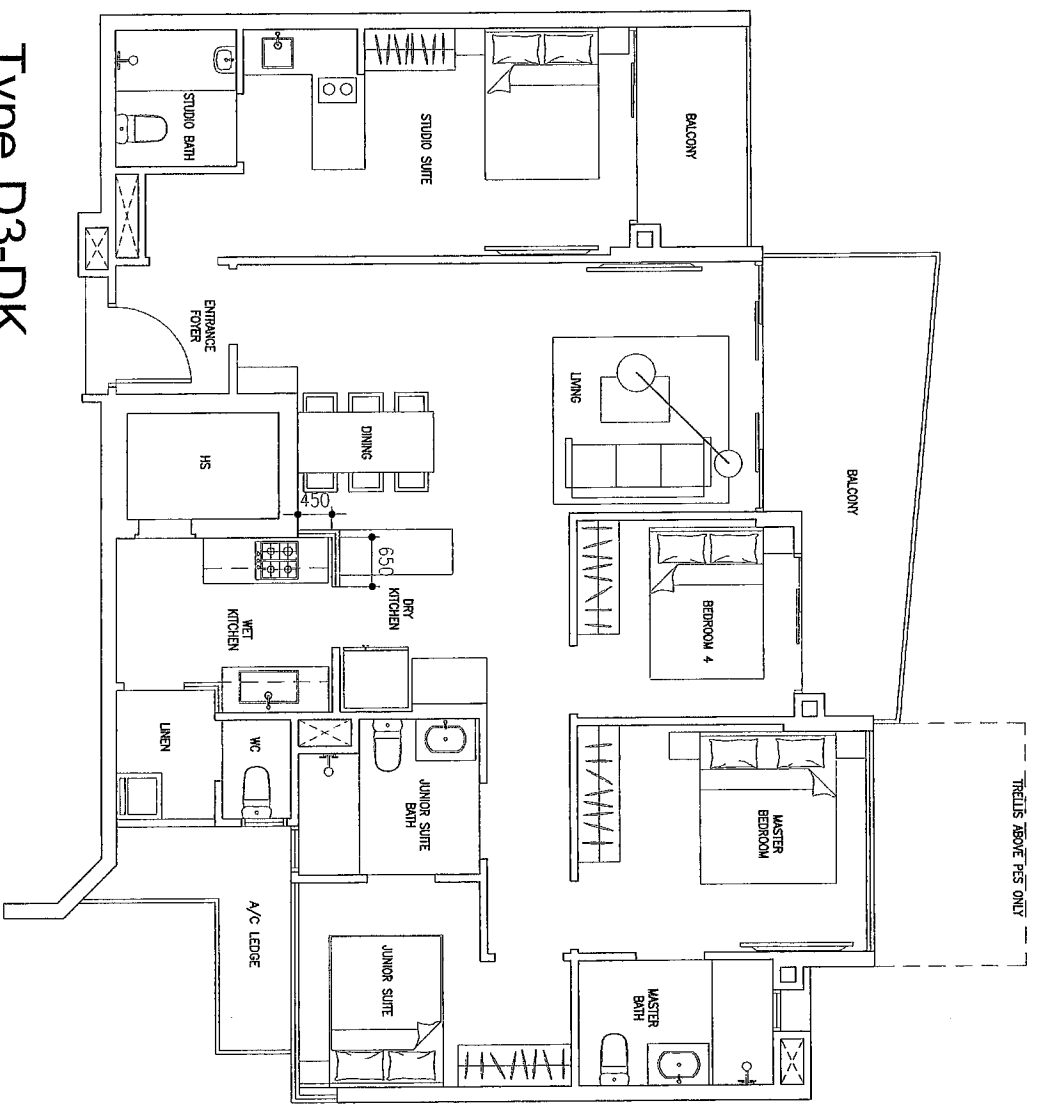 Type D3-DK
BALCONY
STUDIO SUITE
STUDIO BATH
ENTRANCE
FOYER
LIVING
DINING
HS
450
650
BALCONY
DRY
KITCHEN
WET
KITCHEN
BEDROOM 4
LINEN
WC
JUNIOR SUITE
BATH
MASTER
BEDROOM
TRELLIS ABOVE PES ONLY
A/C LEDGE
JUNIOR SUITE
MASTER
BATH